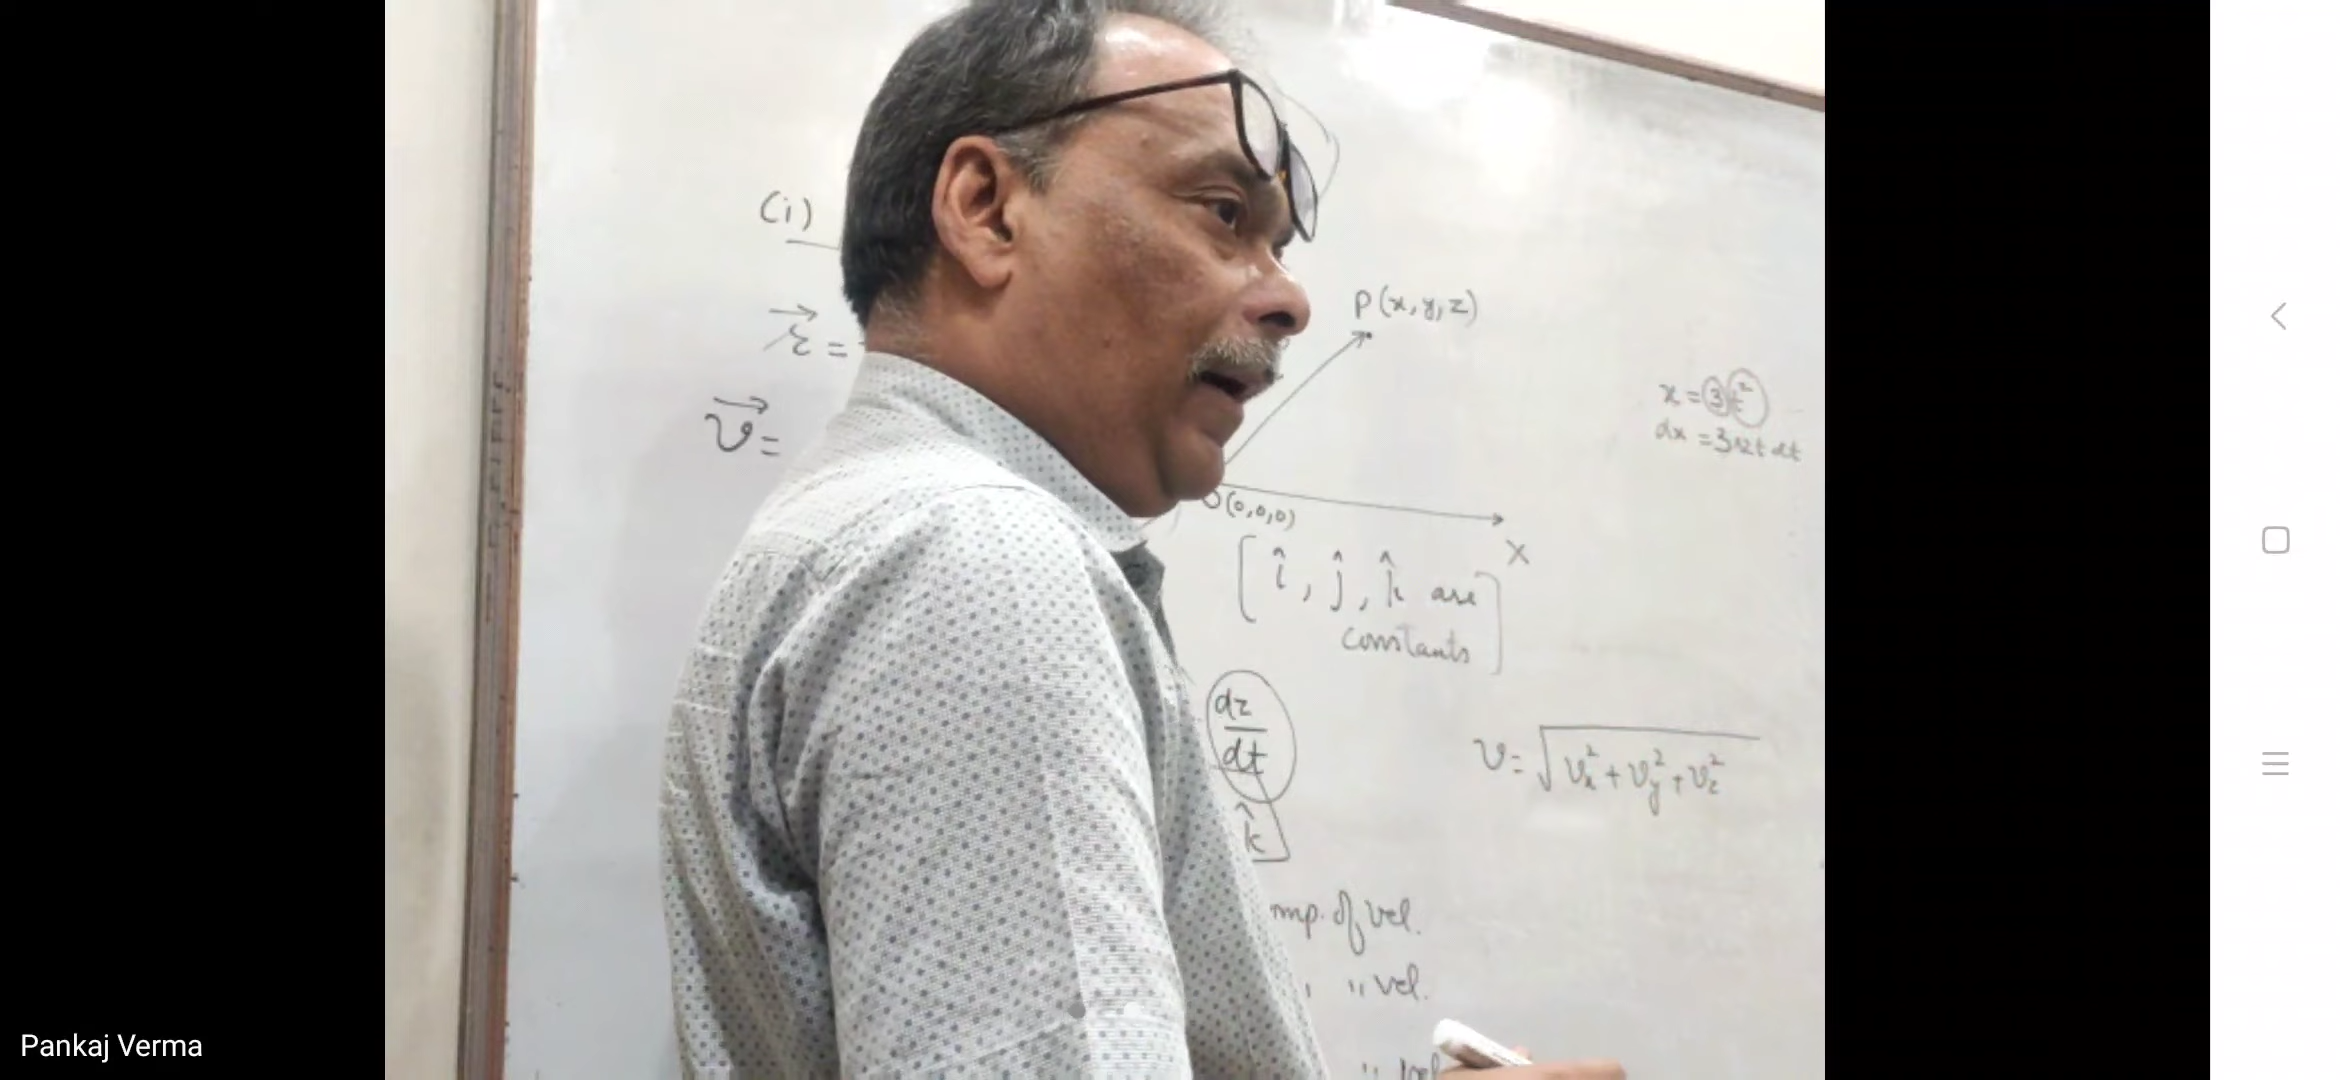 (i)
P(x, y, z)
r⃗ =
x = 3t²
v⃗ =
dx = 3×2t dt
O(0,0,0)
X
[î, ĵ, k̂ are
constants]
dz
dt
v = √vx² + vy² + vz²
k̂
mp. of vel.
" vel.
"
Pankaj Verma